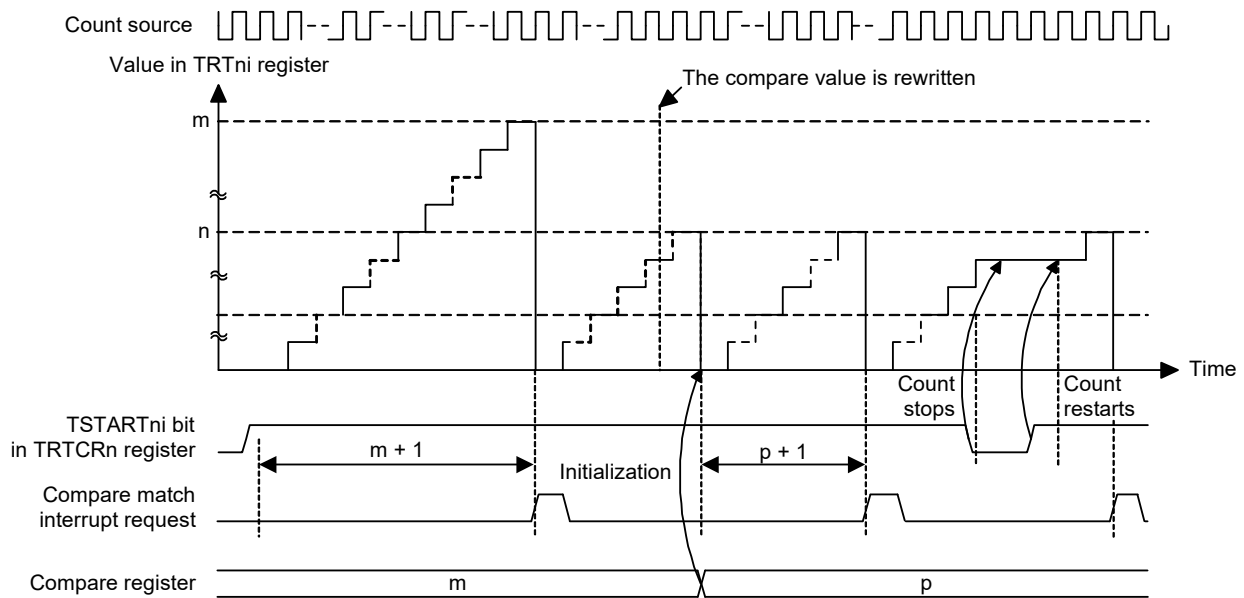 Count source
Value in TRTni register
The compare value is rewritten
m
n
Time
Count
stops
Count
restarts
TSTARTni bit
in TRTCRn register
m + 1
Initialization
p + 1
Compare match
interrupt request
Compare register
m
p